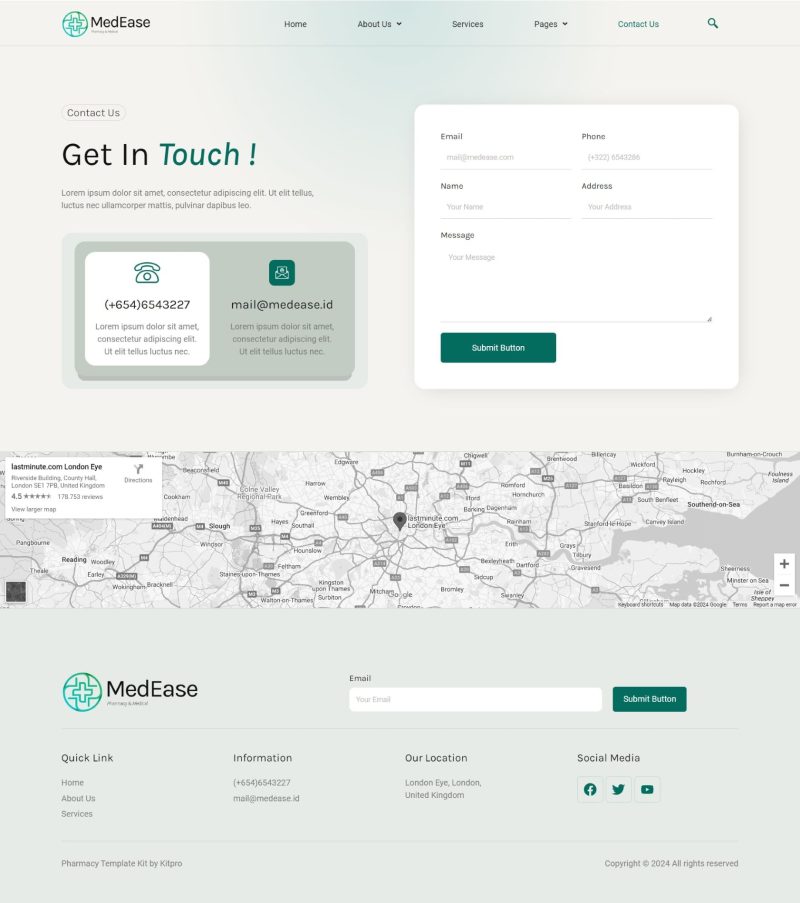 MedEase
Pharmacy & Medical
Home
About Us
Services
Pages
Contact Us
Contact Us
Get In Touch !
Lorem ipsum dolor sit amet, consectetur adipiscing elit. Ut elit tellus,
luctus nec ullamcorper mattis, pulvinar dapibus leo.
(+654)6543227
Lorem ipsum dolor sit amet,
consectetur adipiscing elit.
Ut elit tellus luctus nec.
mail@medease.id
Lorem ipsum dolor sit amet,
consectetur adipiscing elit.
Ut elit tellus luctus nec.
Email
Phone
mail@medease.com
(+322) 6543286
Name
Address
Your Name
Your Address
Message
Your Message
Submit Button
lastminute.com London Eye
Riverside Building, County Hall,
London SE1 7PB, United Kingdom
4.5
178.753 reviews
View larger map
Directions
Beaconsfield
Colne Valley
Regional Park
Edgware
Harrow
Wembley
Chigwell
Romford
Ilford
Hornchurch
Barking
Dagenham
Brentwood
Billericay
Wickford
Basildon
Rayleigh
Hockley
Burnham-on-Crouch
Foulness
Island
South Benfleet
Southend-on-Sea
Canvey Island
Stanford-le-Hope
Cookham
Maidenhead
Slough
Hayes
Southall
Windsor
Hounslow
Feltham
Staines-upon-Thames
Kingston
upon Thames
Walton-on-Thames
Surbiton
lastminute.com
London Eye
Rainham
Erith
Grays
Tilbury
Bexleyheath
Dartford
Gravesend
Sidcup
Bromley
Mitcham
Croydon
Google
Pangbourne
Reading
Woodley
Theale
Earley
Wokingham
Bracknell
Sheerness
Minster on Sea
Isle of
Sheppey
Keyboard shortcuts
Map data ©2024 Google
Terms
Report a map error
MedEase
Pharmacy & Medical
Email
Your Email
Submit Button
Quick Link
Home
About Us
Services
Information
(+654)6543227
mail@medease.id
Our Location
London Eye, London,
United Kingdom
Social Media
Pharmacy Template Kit by Kitpro
Copyright © 2024 All rights reserved